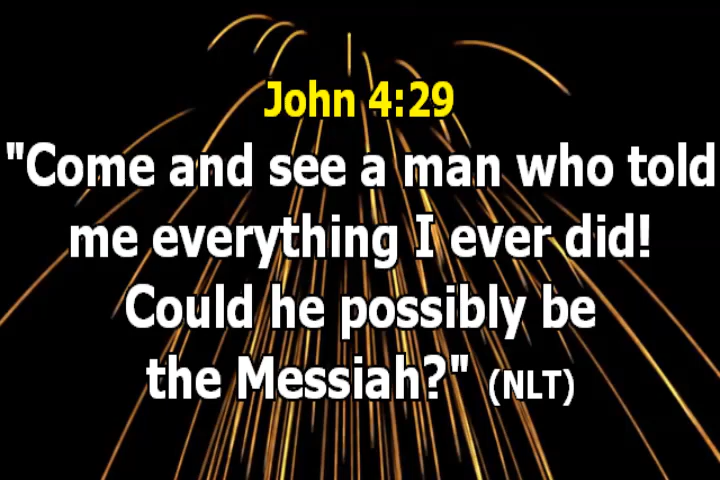 John 4:29
"Come and see a man who told
me everything I ever did!
Could he possibly be
the Messiah?" (NLT)